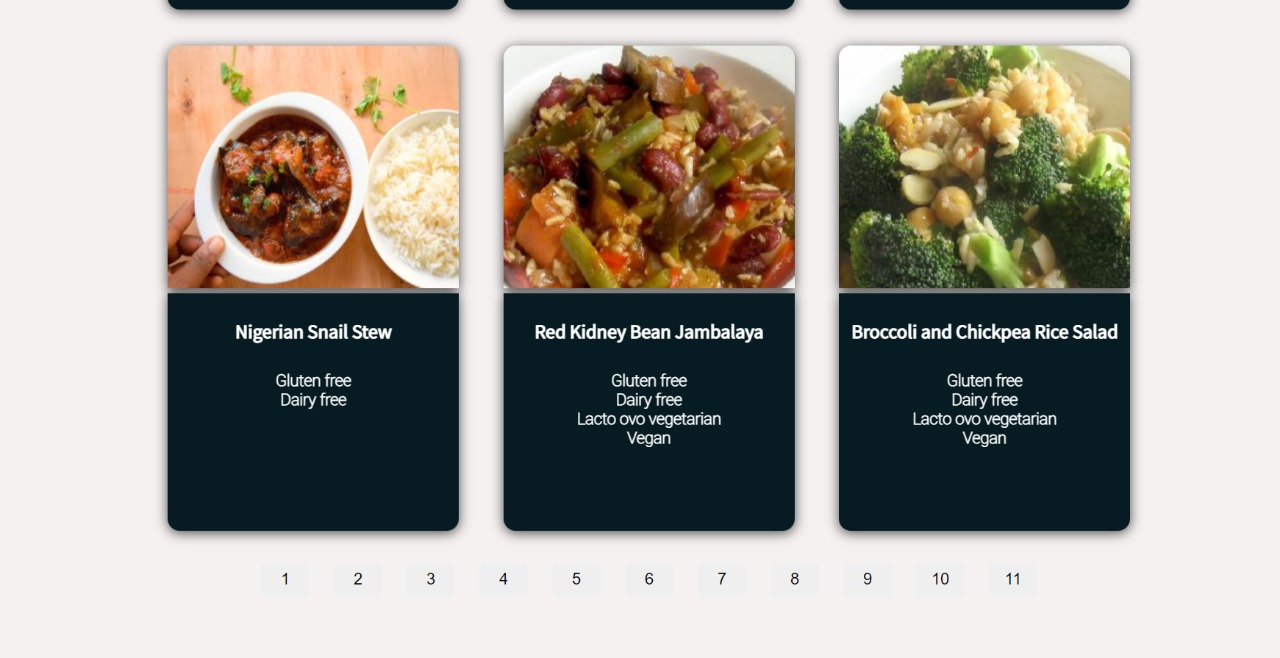 Nigerian Snail Stew
Gluten free
Dairy free
Red Kidney Bean Jambalaya
Gluten free
Dairy free
Lacto ovo vegetarian
Vegan
Broccoli and Chickpea Rice Salad
Gluten free
Dairy free
Lacto ovo vegetarian
Vegan
1 2 3 4 5 6 7 8 9 10 11